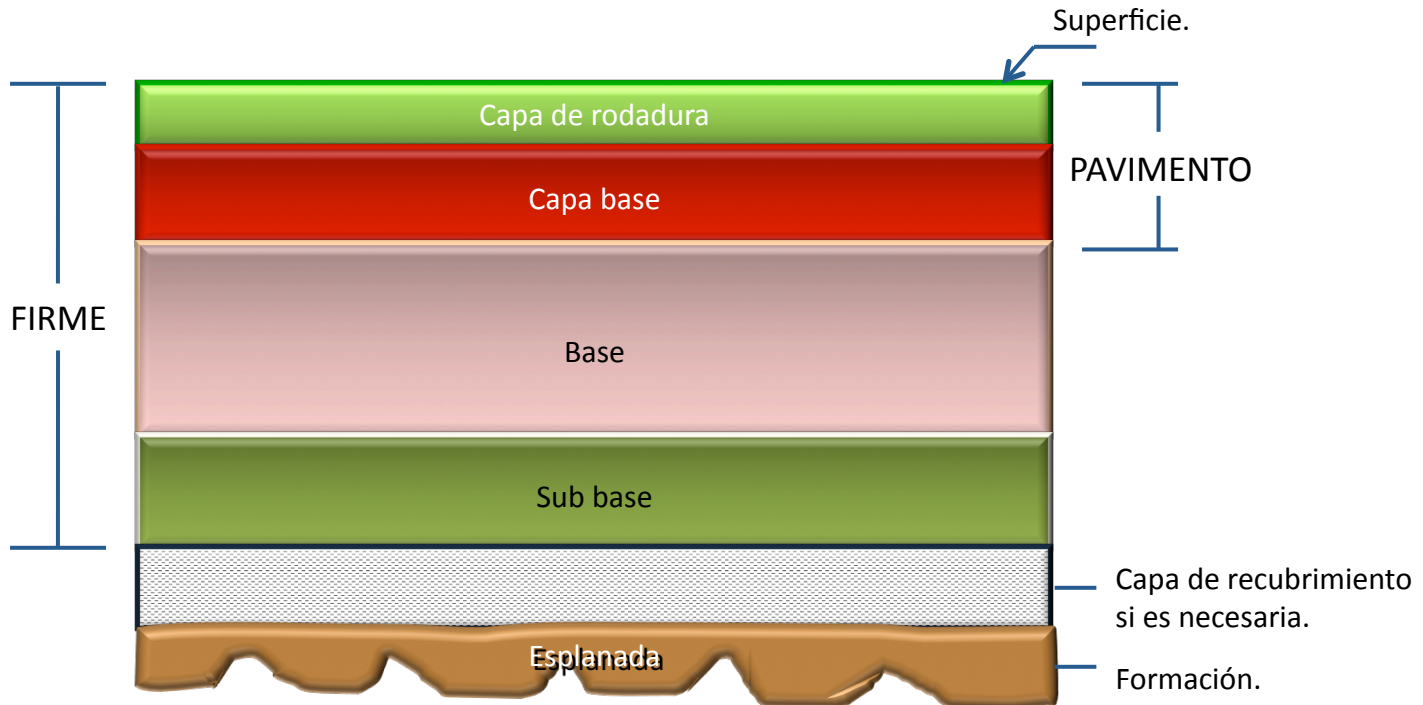 Superficie.
Capa de rodadura
PAVIMENTO
Capa base
FIRME
Base
Sub base
Capa de recubrimiento
si es necesaria.
Esplanada
Esplanada
Formación.